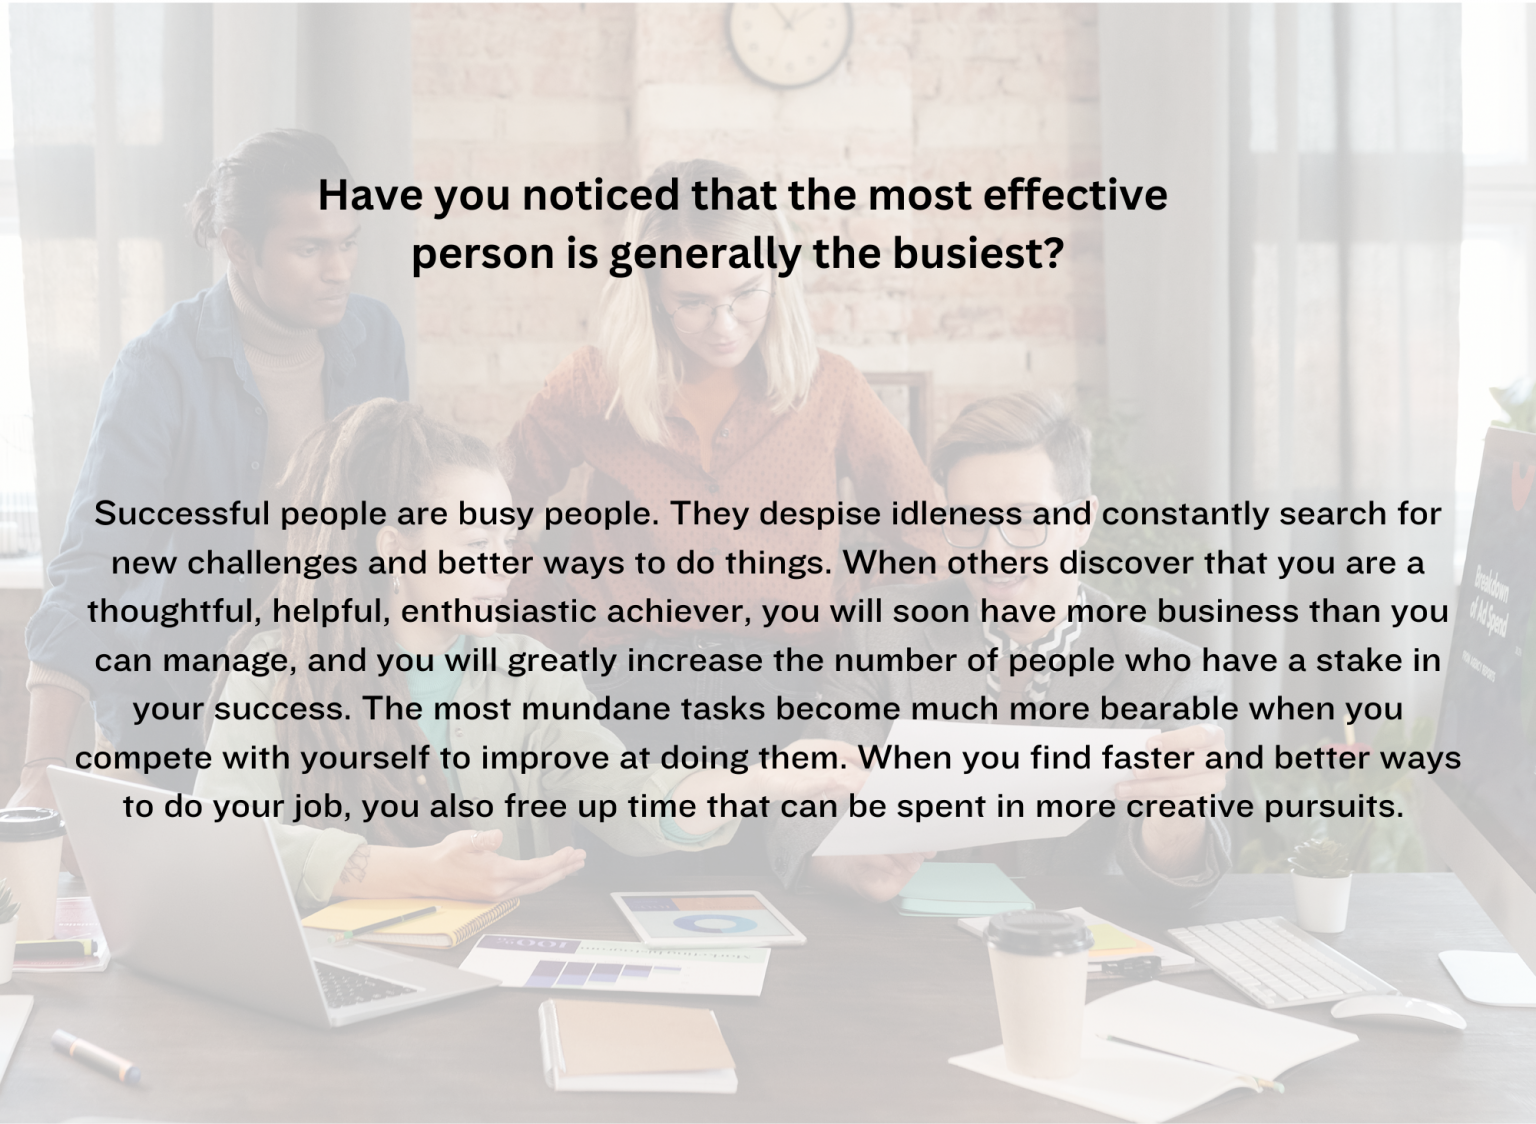 Have you noticed that the most effective
person is generally the busiest?
Successful people are busy people. They despise idleness and constantly search for
new challenges and better ways to do things. When others discover that you are a
thoughtful, helpful, enthusiastic achiever, you will soon have more business than you
can manage, and you will greatly increase the number of people who have a stake in
your success. The most mundane tasks become much more bearable when you
compete with yourself to improve at doing them. When you find faster and better ways
to do your job, you also free up time that can be spent in more creative pursuits.
Breakdown
of Ad Spend